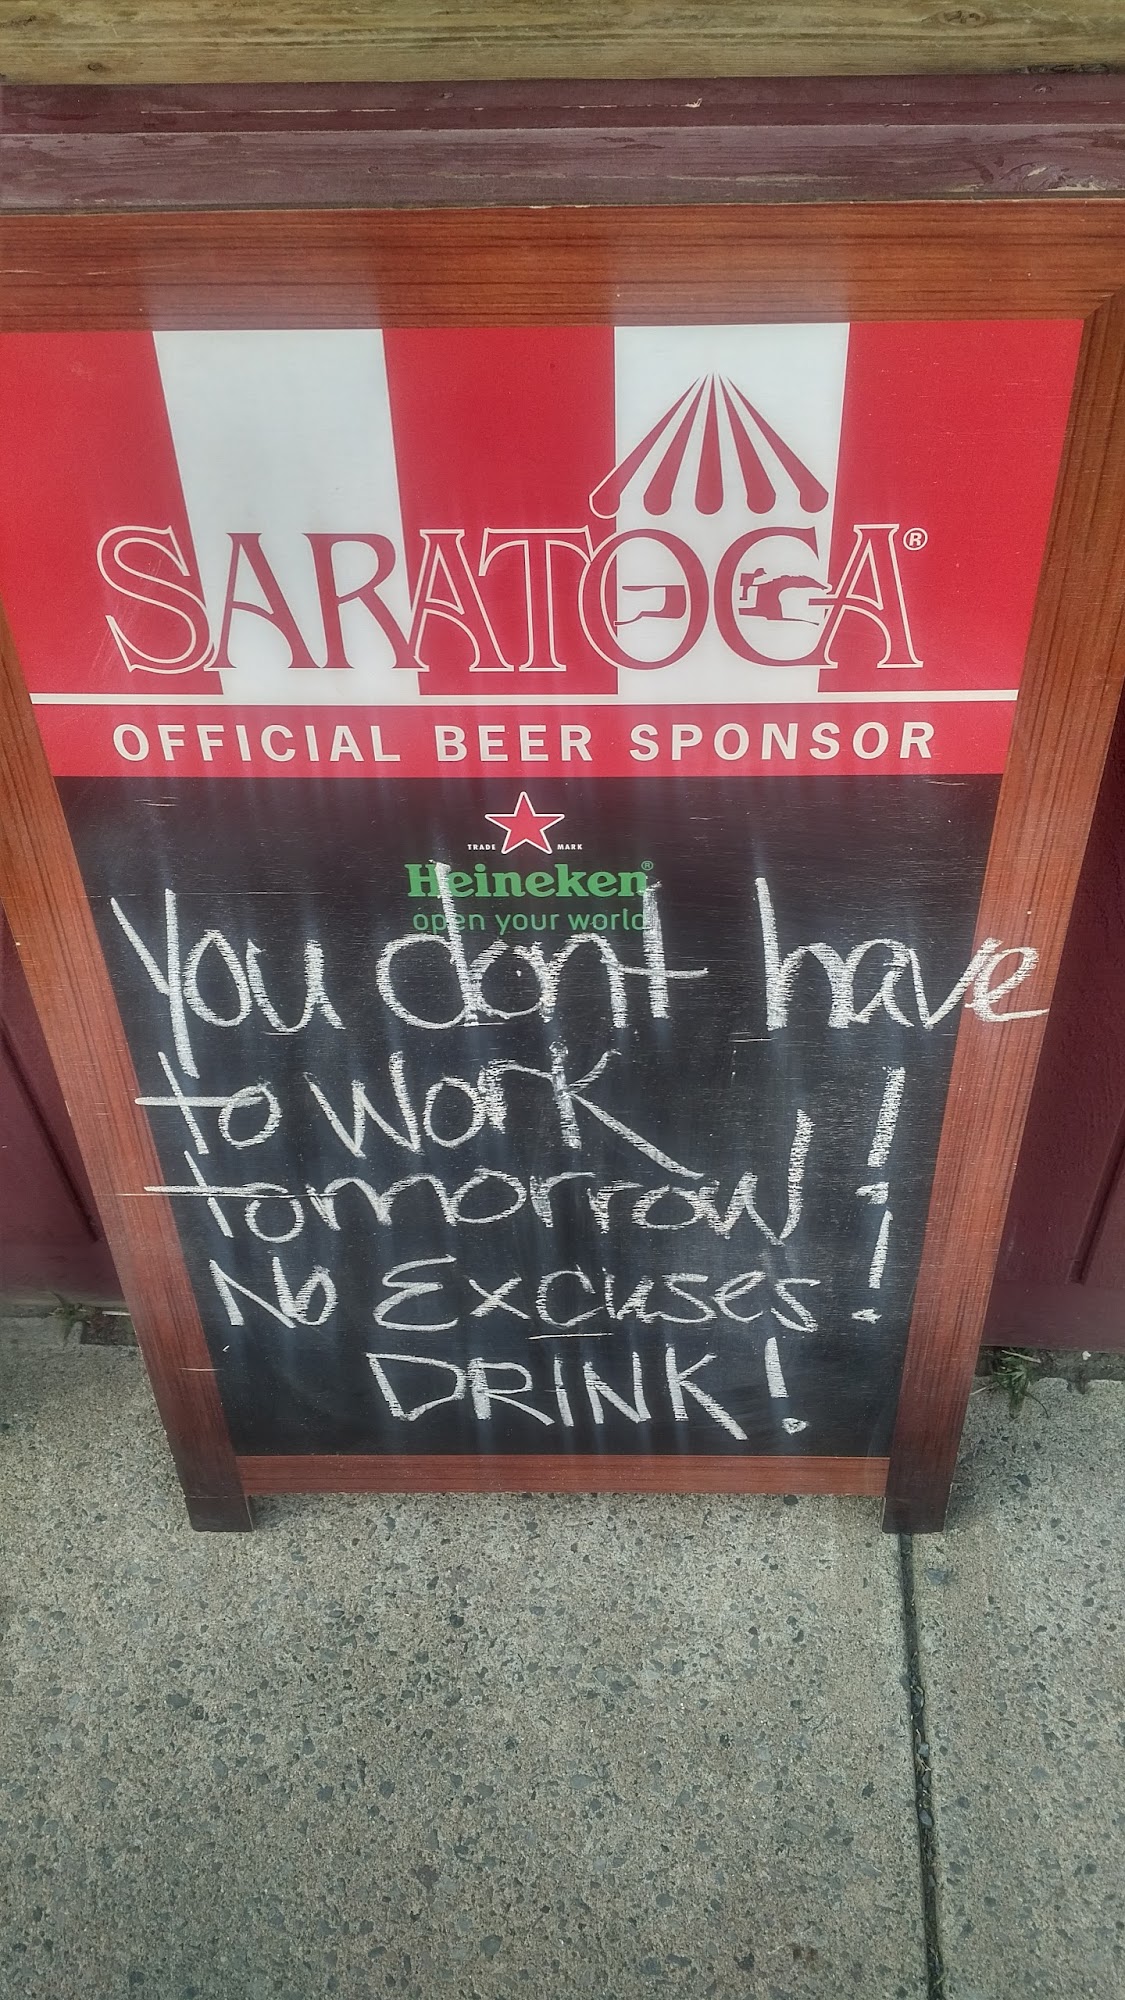 SARATOGA®
OFFICIAL BEER SPONSOR
TRADE MARK
Heineken®
open your world
You dont have
to work !
tomorrow !
No Excuses!
DRINK!